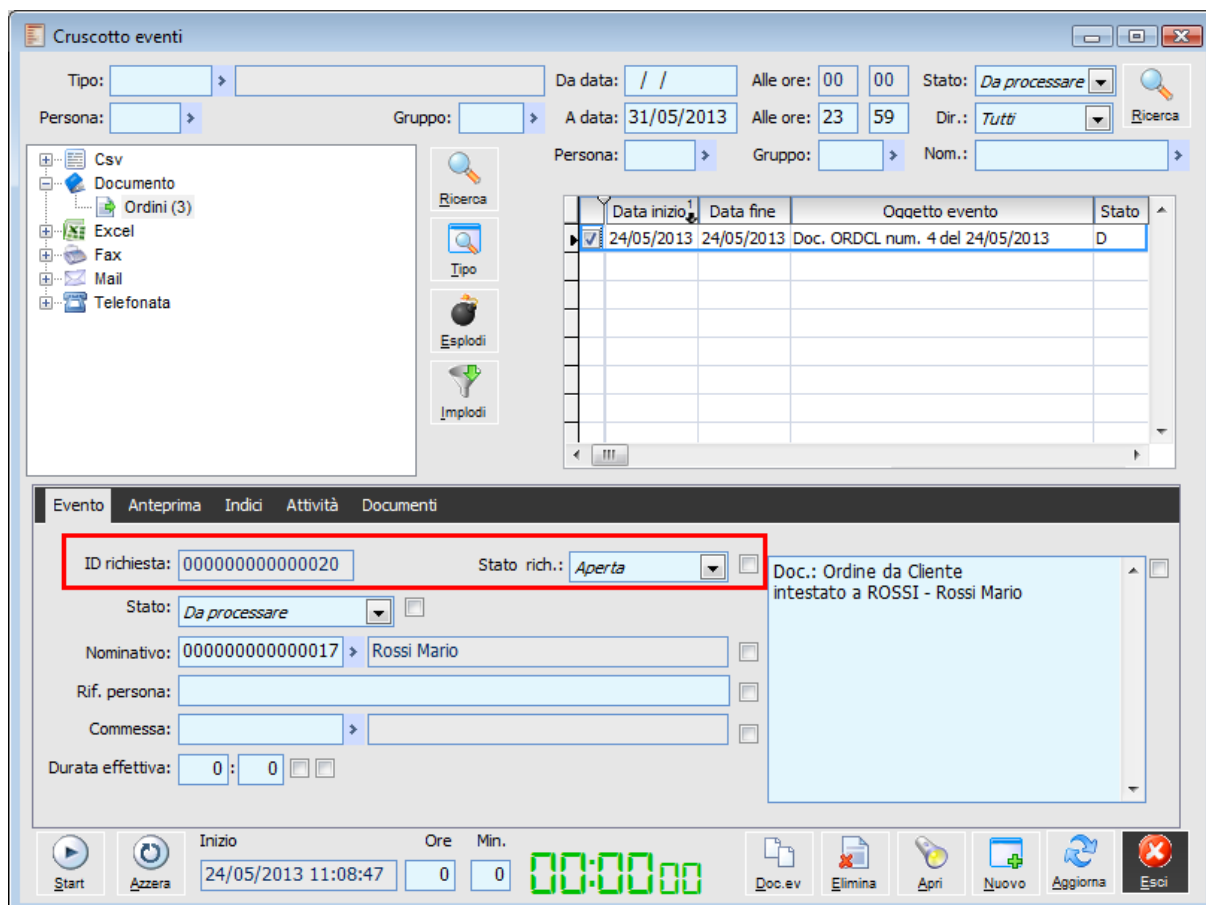 Cruscotto eventi
Tipo: Da data: / / Alle ore: 00 00 Stato: Da processare Ricerca
Persona: Gruppo: A data: 31/05/2013 Alle ore: 23 59 Dir.: Tutti
Persona: Gruppo: Nom.:
Csv
Documento
Ordini (3)
Excel
Fax
Mail
Telefonata
Ricerca
Tipo
Esplodi
Implodi
Data inizio 1 Data fine Oggetto evento Stato
24/05/2013 24/05/2013 Doc. ORDCL num. 4 del 24/05/2013 D
Evento Anteprima Indici Attività Documenti
ID richiesta: 000000000000020 Stato rich.: Aperta
Stato: Da processare
Nominativo: 000000000000017 Rossi Mario
Rif. persona:
Commessa:
Durata effettiva: 0 : 0
Doc.: Ordine da Cliente
intestato a ROSSI - Rossi Mario
Start Azzera
Inizio Ore Min.
24/05/2013 11:08:47 0 0 00:00 00
Doc.ev Elimina Apri Nuovo Aggiorna Esci